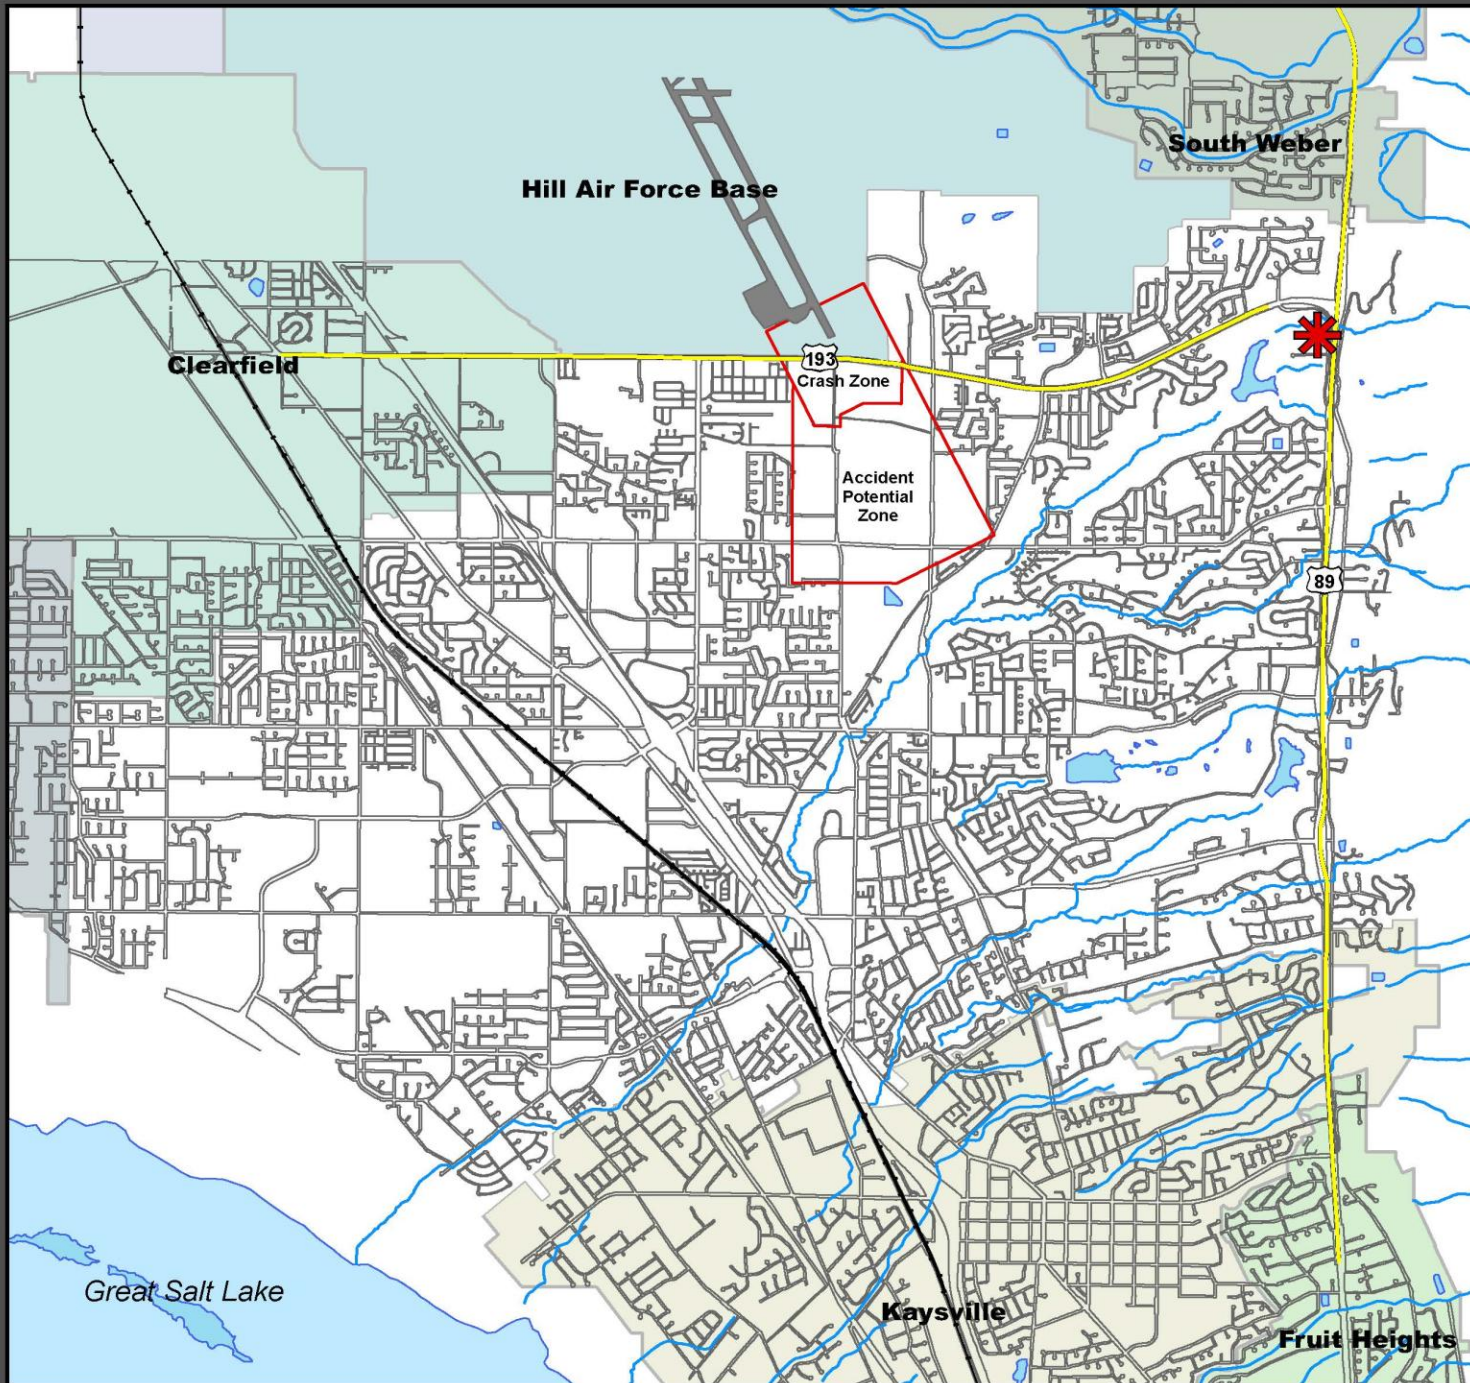 South Weber
Hill Air Force Base
193
Clearfield
Crash Zone
Accident
Potential
Zone
89
Great Salt Lake
Kaysville
Fruit Heights